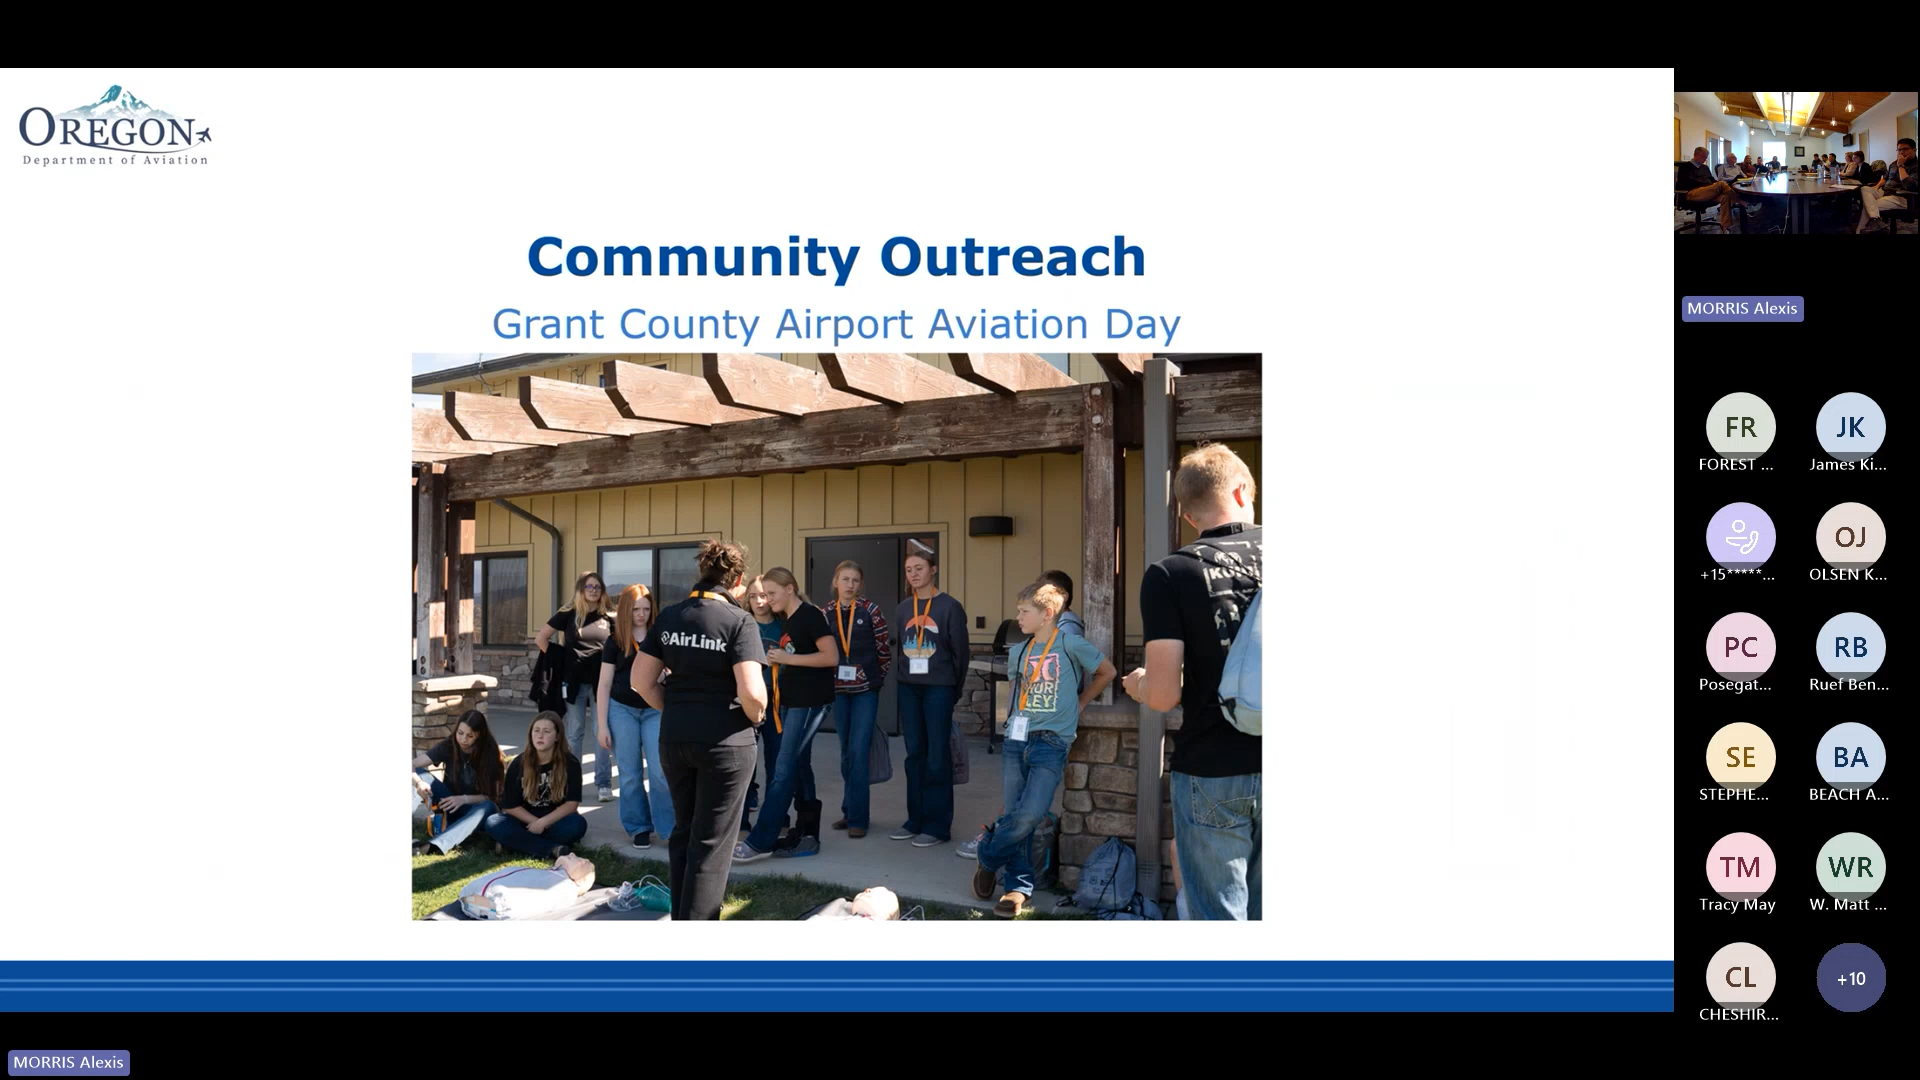 OREGON
Department of Aviation
Community Outreach
Grant County Airport Aviation Day
AirLink
HUR
LEY
MORRIS Alexis
FR
FOREST ...
JK
James Ki...
+15*****...
OJ
OLSEN K...
PC
Posegat...
RB
Ruef Ben...
SE
STEPHE...
BA
BEACH A...
TM
Tracy May
WR
W. Matt ...
CL
CHESHIR...
+10
MORRIS Alexis